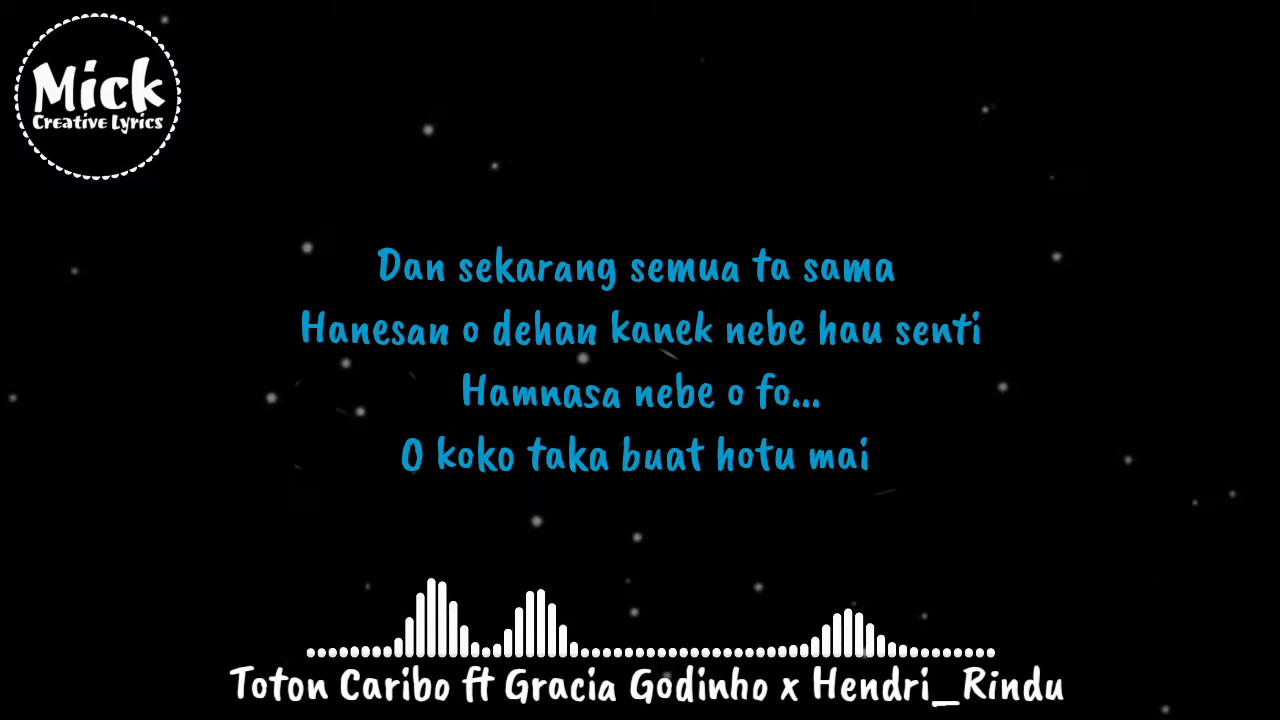 Mick
Creative Lyrics
Dan sekarang semua ta sama
Hanesan o dehan kanek nebe hau senti
Hamnasa nebe o fo...
O koko taka buat hotu mai
Toton Caribo ft Gracia Godinho x Hendri_Rindu